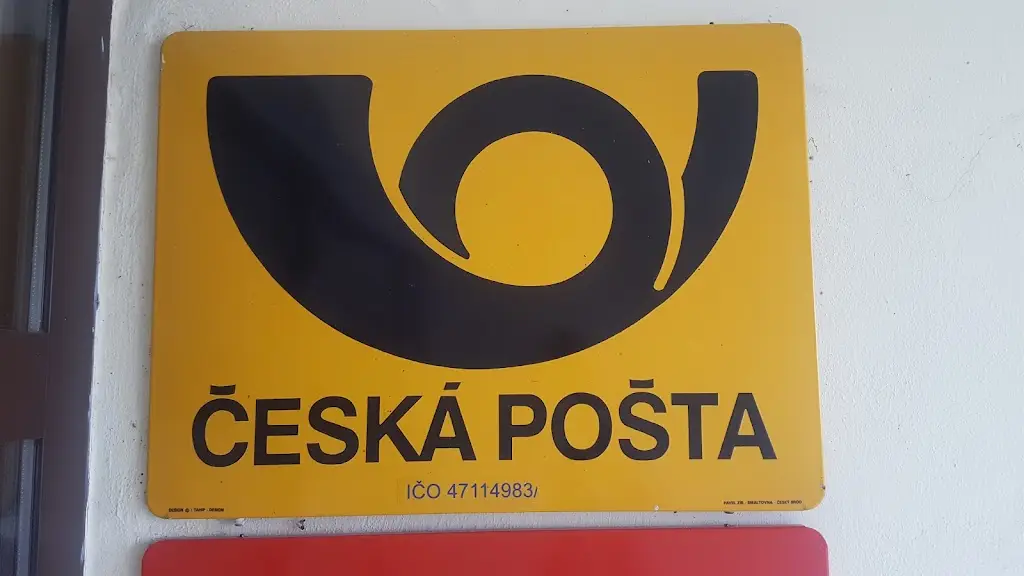 ČESKÁ POŠTA
IČO 47114983/